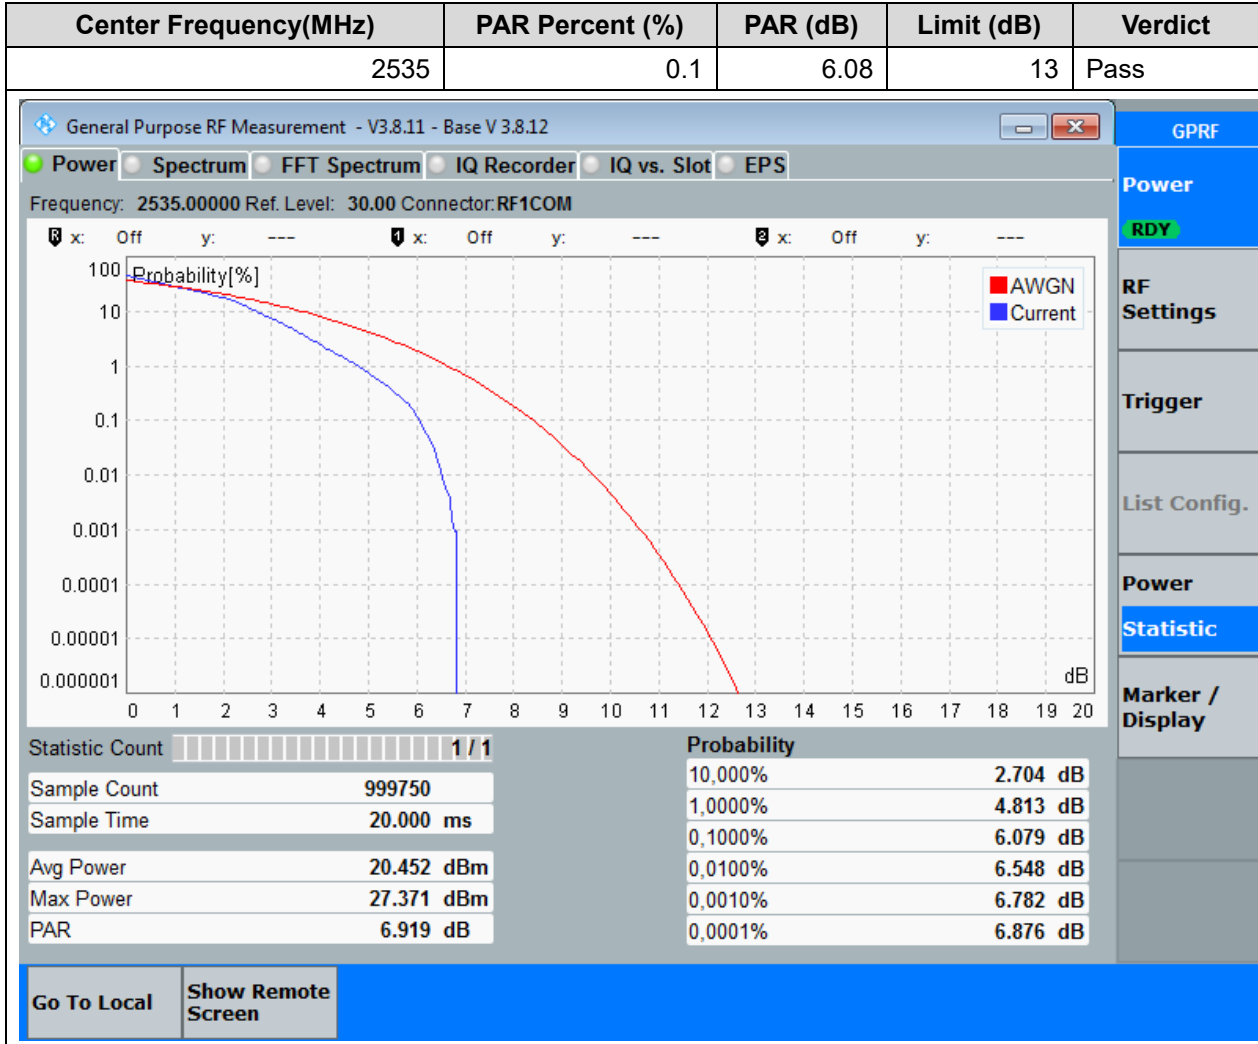 Center Frequency(MHz) PAR Percent (%) PAR (dB) Limit (dB) Verdict
2535 0.1 6.08 13 Pass
General Purpose RF Measurement - V3.8.11 - Base V 3.8.12
GPRF
Power Spectrum FFT Spectrum IQ Recorder IQ vs. Slot EPS
Frequency: 2535.00000 Ref. Level: 30.00 Connector: RF1COM
R x: Off y: --- 1 x: Off y: --- 2 x: Off y: ---
Probability[%]
100
10
1
0.1
0.01
0.001
0.0001
0.00001
0.000001
AWGN
Current
dB
0 1 2 3 4 5 6 7 8 9 10 11 12 13 14 15 16 17 18 19 20
Statistic Count 1 / 1
Sample Count 999750
Sample Time 20.000 ms
Avg Power 20.452 dBm
Max Power 27.371 dBm
PAR 6.919 dB
Probability
10,000% 2.704 dB
1,0000% 4.813 dB
0,1000% 6.079 dB
0,0100% 6.548 dB
0,0010% 6.782 dB
0,0001% 6.876 dB
Power
RDY
RF
Settings
Trigger
List Config.
Power
Statistic
Marker /
Display
Go To Local
Show Remote
Screen